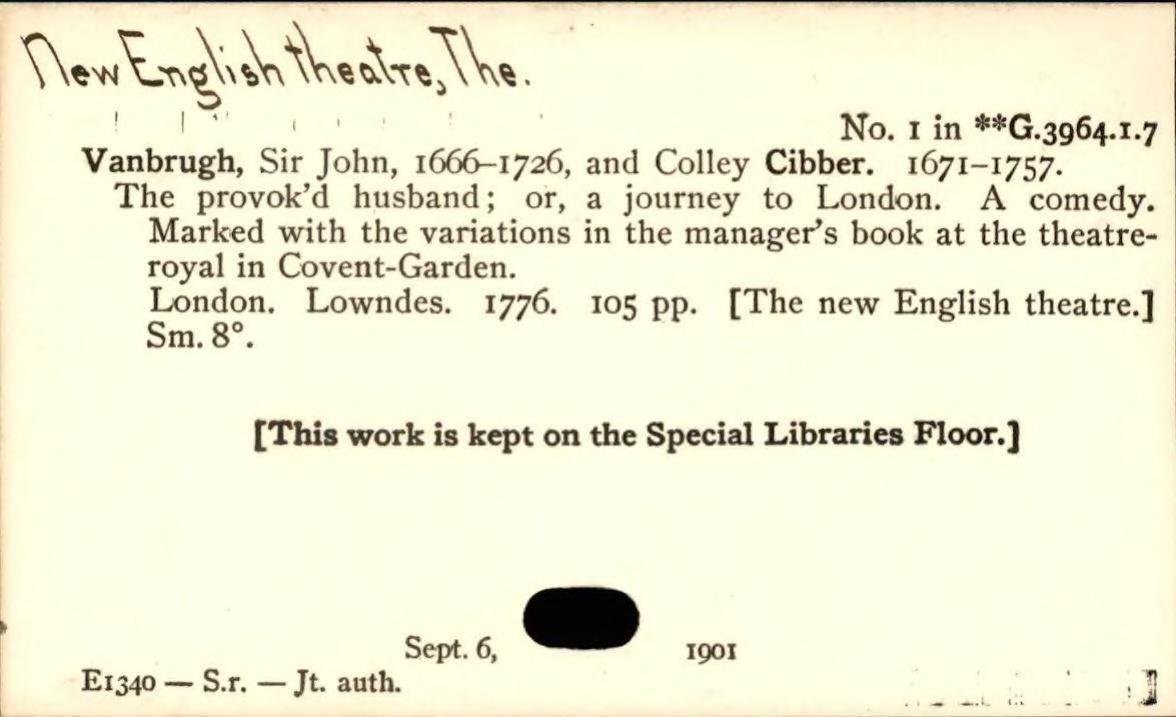 New English theatre, The.
No. 1 in **G.3964.1.7
Vanbrugh, Sir John, 1666–1726, and Colley Cibber. 1671–1757.
The provok'd husband; or, a journey to London. A comedy.
Marked with the variations in the manager's book at the theatre-
royal in Covent-Garden.
London. Lowndes. 1776. 105 pp. [The new English theatre.]
Sm. 8°.
[This work is kept on the Special Libraries Floor.]
Sept. 6, 1901
E1340 — S.r. — Jt. auth.
]